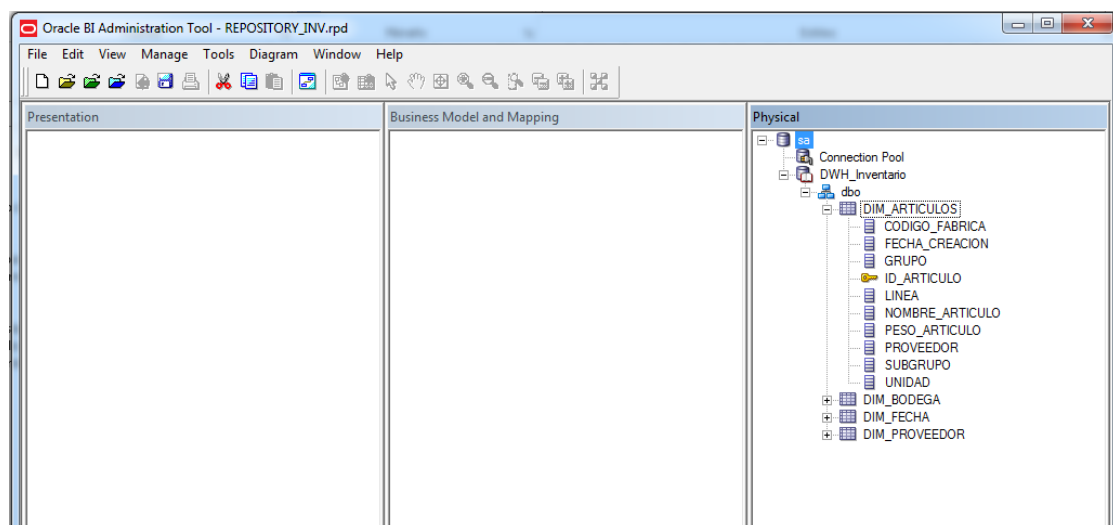 Oracle BI Administration Tool - REPOSITORY_INV.rpd
File Edit View Manage Tools Diagram Window Help
Presentation
Business Model and Mapping
Physical
sa
Connection Pool
DWH_Inventario
dbo
DIM_ARTICULOS
CODIGO_FABRICA
FECHA_CREACION
GRUPO
ID_ARTICULO
LINEA
NOMBRE_ARTICULO
PESO_ARTICULO
PROVEEDOR
SUBGRUPO
UNIDAD
DIM_BODEGA
DIM_FECHA
DIM_PROVEEDOR